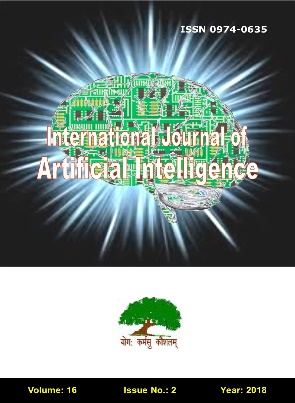 ISSN 0974-0635
International Journal of
Artificial Intelligence
योग: कर्मसु कौशलम्
Volume: 16 Issue No.: 2 Year: 2018